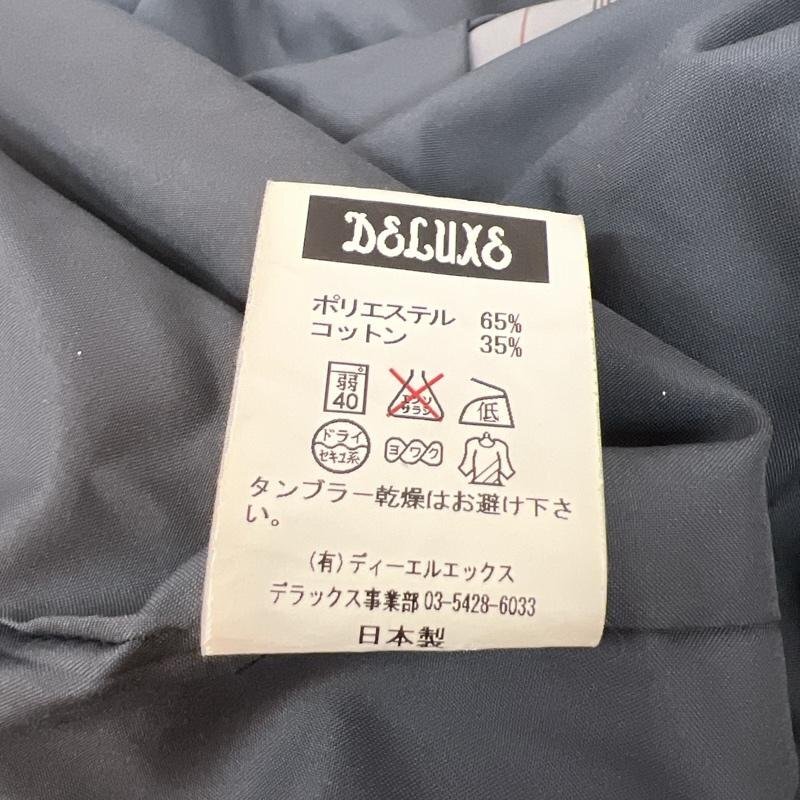 DELUXE
ポリエステル 65%
コットン 35%
弱
40
エンソ
サラシ
低
ドライ
セキユ系
ヨワク
タンブラー乾燥はお避け下さ
い。
(有)ディーエルエックス
デラックス事業部 03-5428-6033
日本製